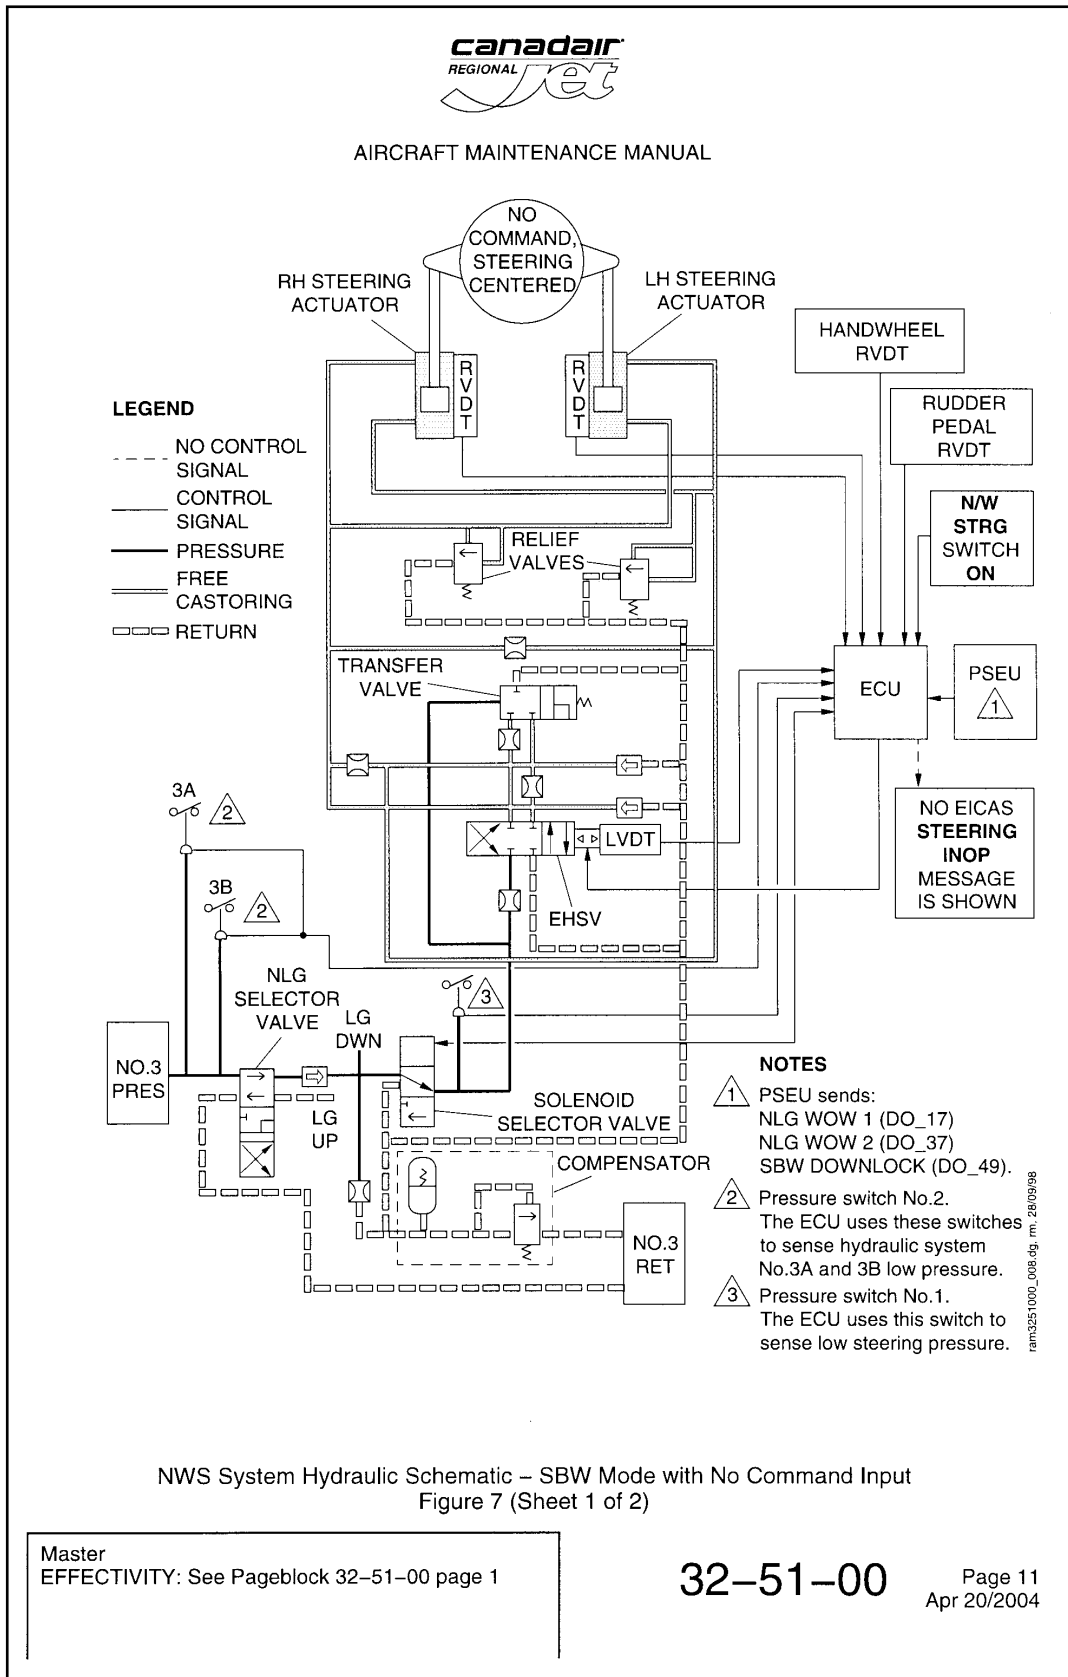 canadair
REGIONAL
Jet
AIRCRAFT MAINTENANCE MANUAL
NO
COMMAND,
STEERING
CENTERED
RH STEERING
ACTUATOR
LH STEERING
ACTUATOR
RVDT
RVDT
HANDWHEEL
RVDT
RUDDER
PEDAL
RVDT
N/W
STRG
SWITCH
ON
LEGEND
NO CONTROL
SIGNAL
CONTROL
SIGNAL
PRESSURE
FREE
CASTORING
RETURN
RELIEF
VALVES
TRANSFER
VALVE
ECU
PSEU
1
3A
2
3B
2
LVDT
EHSV
NO EICAS
STEERING
INOP
MESSAGE
IS SHOWN
NLG
SELECTOR
VALVE
LG
DWN
3
NO.3
PRES
LG
UP
SOLENOID
SELECTOR VALVE
COMPENSATOR
NO.3
RET
NOTES
1 PSEU sends:
NLG WOW 1 (DO_17)
NLG WOW 2 (DO_37)
SBW DOWNLOCK (DO_49).
2 Pressure switch No.2.
The ECU uses these switches
to sense hydraulic system
No.3A and 3B low pressure.
3 Pressure switch No.1.
The ECU uses this switch to
sense low steering pressure.
ram3251000_008.dg, rm, 28/09/98
NWS System Hydraulic Schematic – SBW Mode with No Command Input
Figure 7 (Sheet 1 of 2)
Master
EFFECTIVITY: See Pageblock 32–51–00 page 1
32–51–00
Page 11
Apr 20/2004